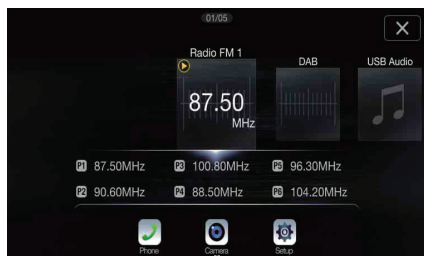 01/05
X
Radio FM 1
DAB
USB Audio
87.50
MHz
P1 87.50MHz P3 100.80MHz P5 96.30MHz
P2 90.60MHz P4 88.50MHz P6 104.20MHz
Phone Camera Setup